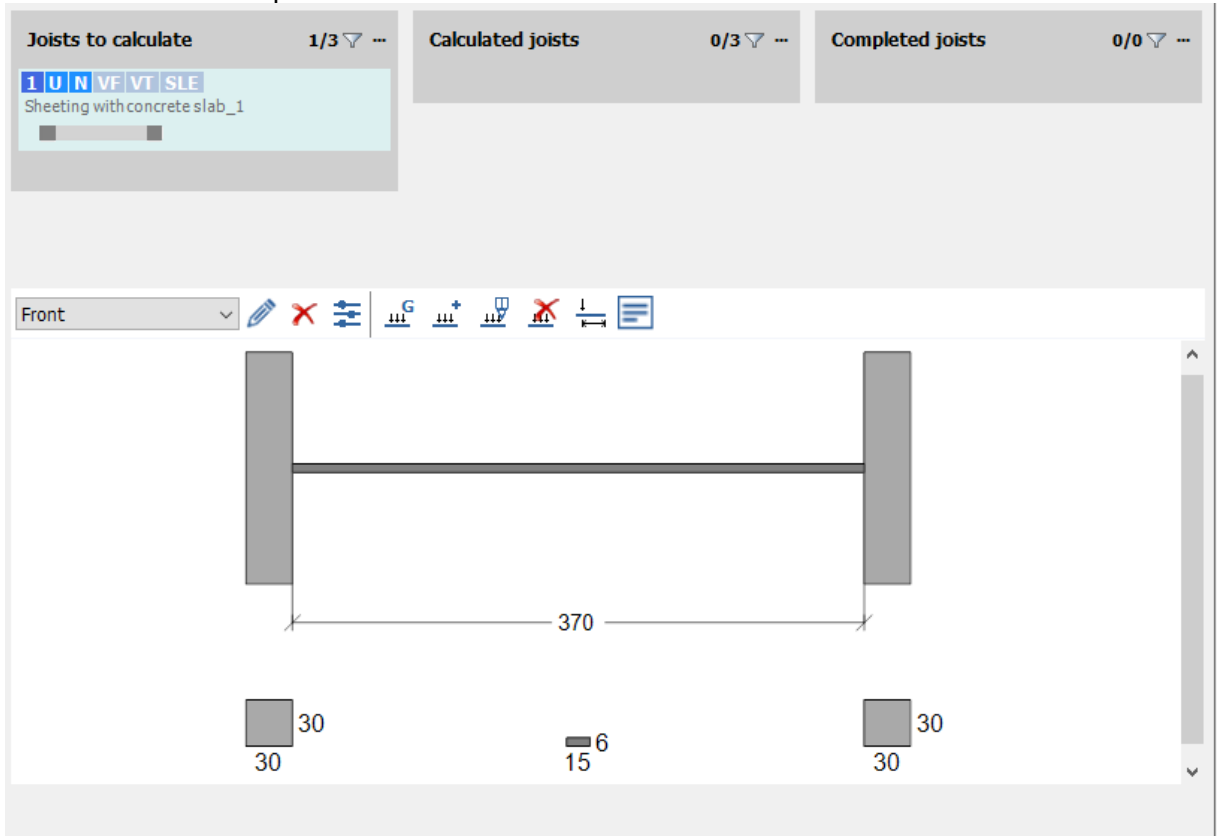 Joists to calculate 1/3 ...
Calculated joists 0/3 ...
Completed joists 0/0 ...
1 U N VF VT SLE
Sheeting with concrete slab_1
Front
G
370
30
30
6
15
30
30